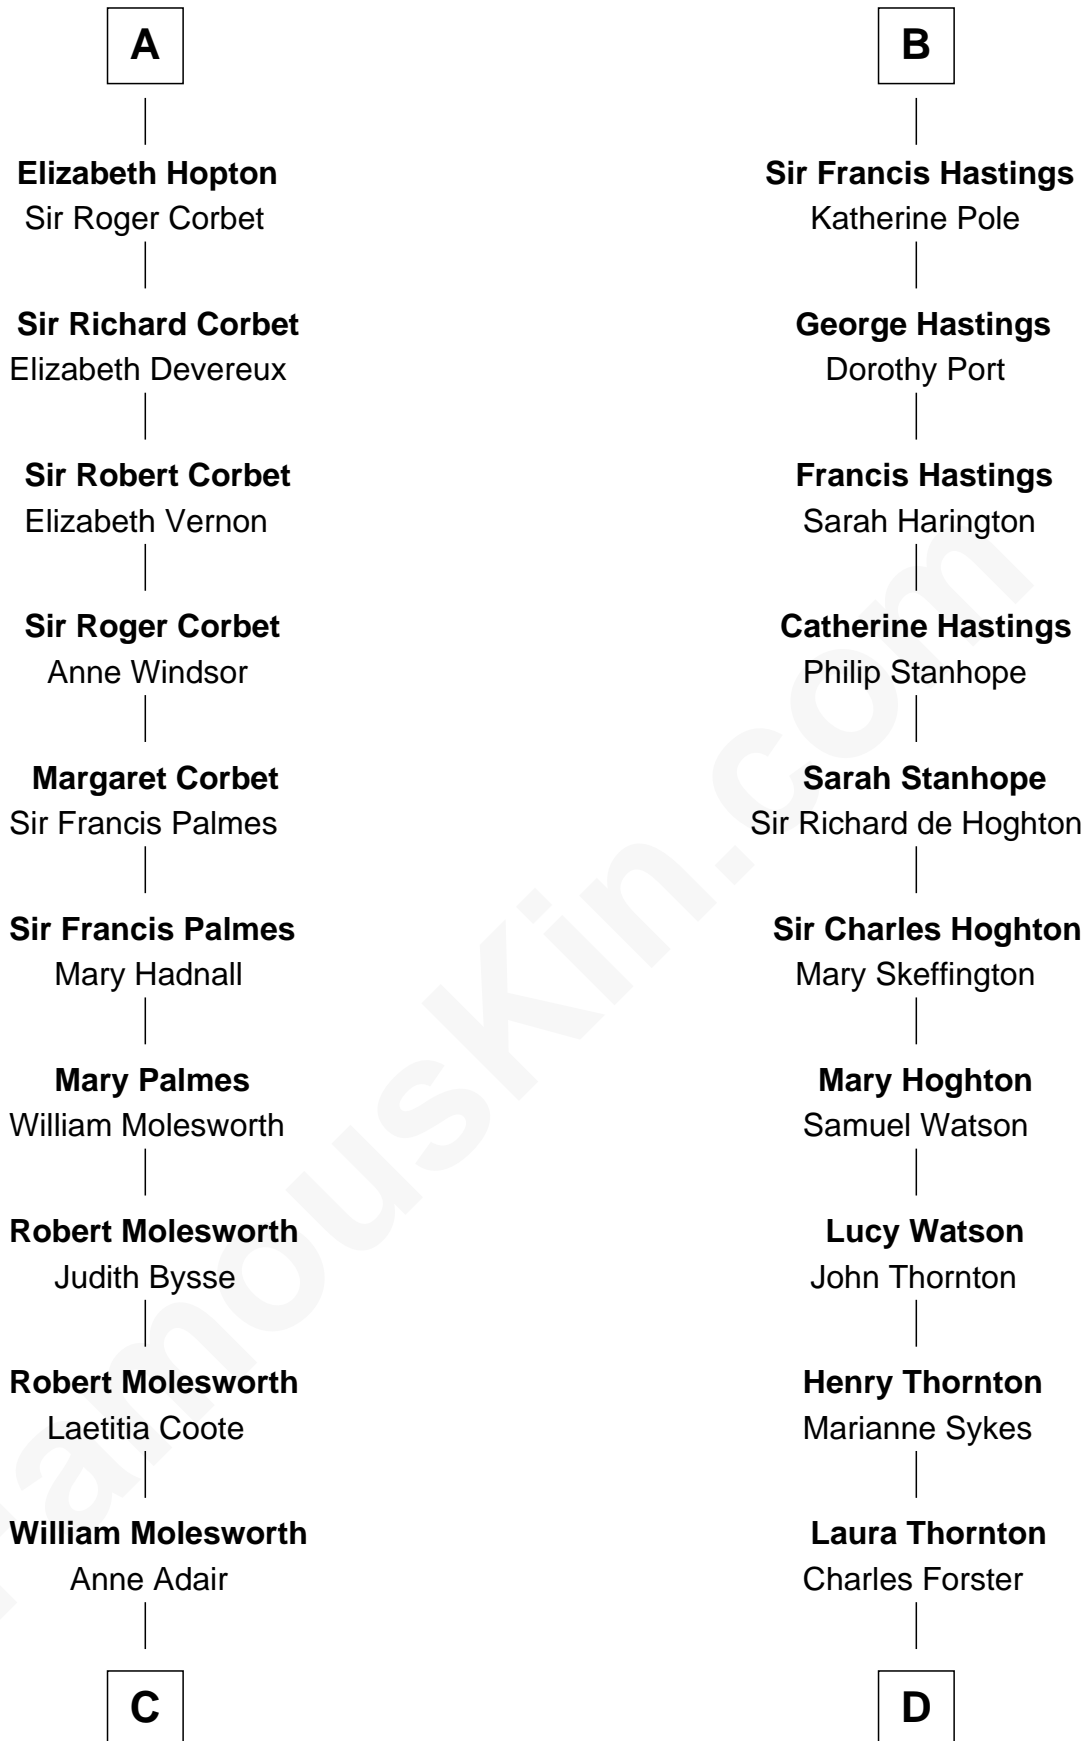 A
Elizabeth Hopton
Sir Roger Corbet
Sir Richard Corbet
Elizabeth Devereux
Sir Robert Corbet
Elizabeth Vernon
Sir Roger Corbet
Anne Windsor
Margaret Corbet
Sir Francis Palmes
Sir Francis Palmes
Mary Hadnall
Mary Palmes
William Molesworth
Robert Molesworth
Judith Bysse
Robert Molesworth
Laetitia Coote
William Molesworth
Anne Adair
C
B
Sir Francis Hastings
Katherine Pole
George Hastings
Dorothy Port
Francis Hastings
Sarah Harington
Catherine Hastings
Philip Stanhope
Sarah Stanhope
Sir Richard de Hoghton
Sir Charles Hoghton
Mary Skeffington
Mary Hoghton
Samuel Watson
Lucy Watson
John Thornton
Henry Thornton
Marianne Sykes
Laura Thornton
Charles Forster
D
FamousKin.com